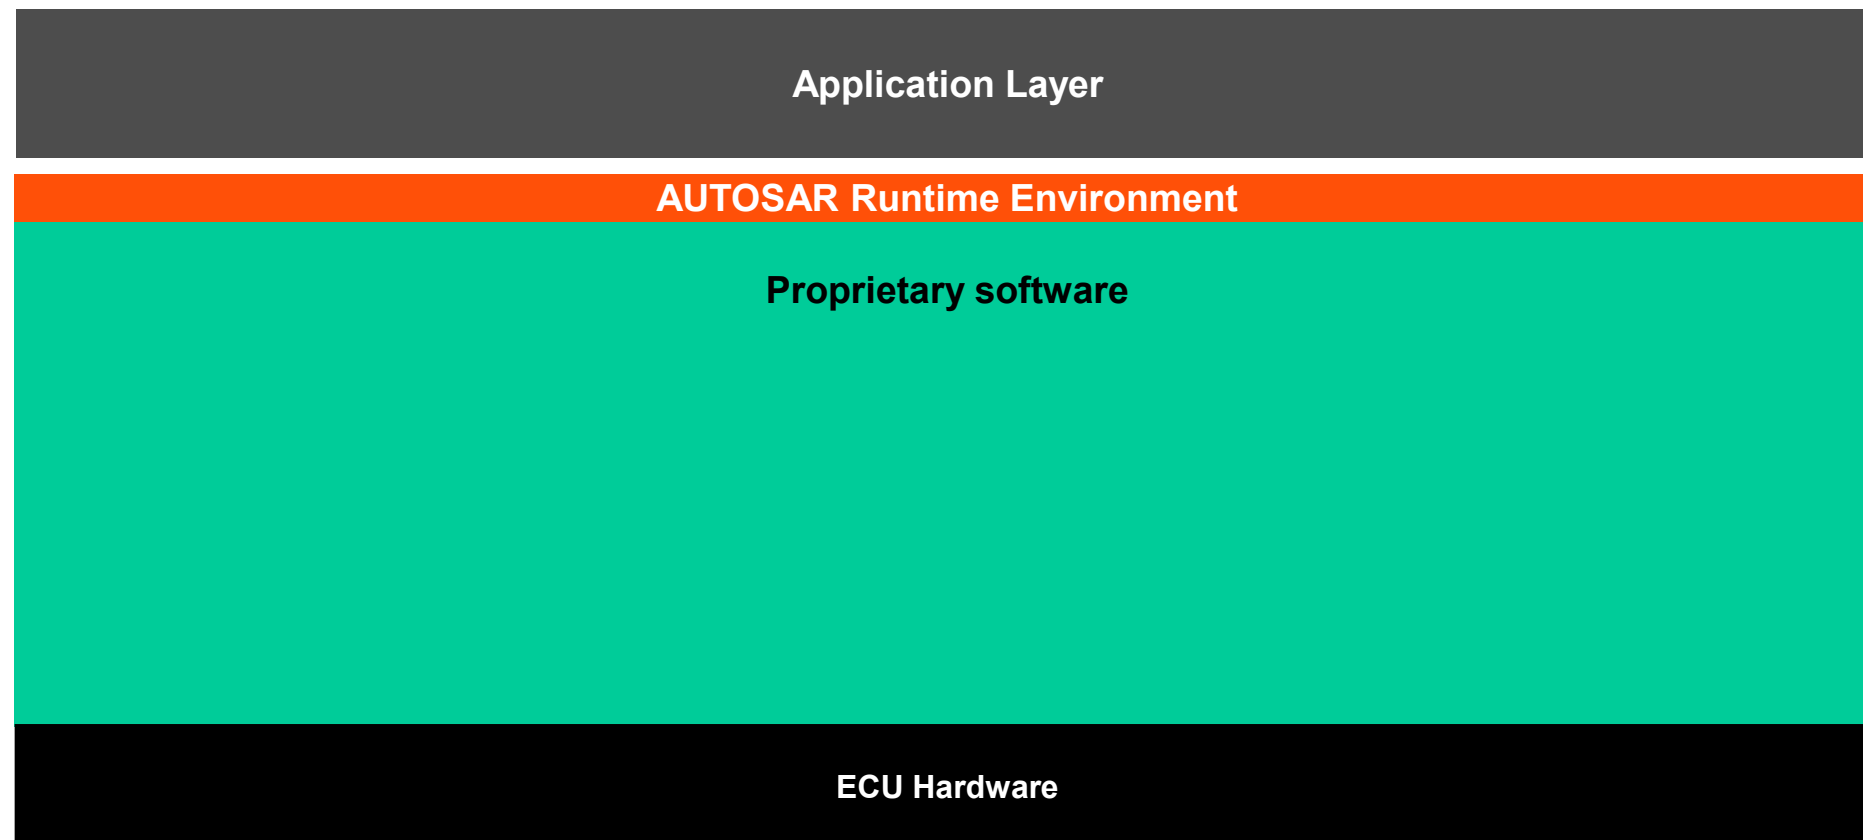 Application Layer
AUTOSAR Runtime Environment
Proprietary software
ECU Hardware